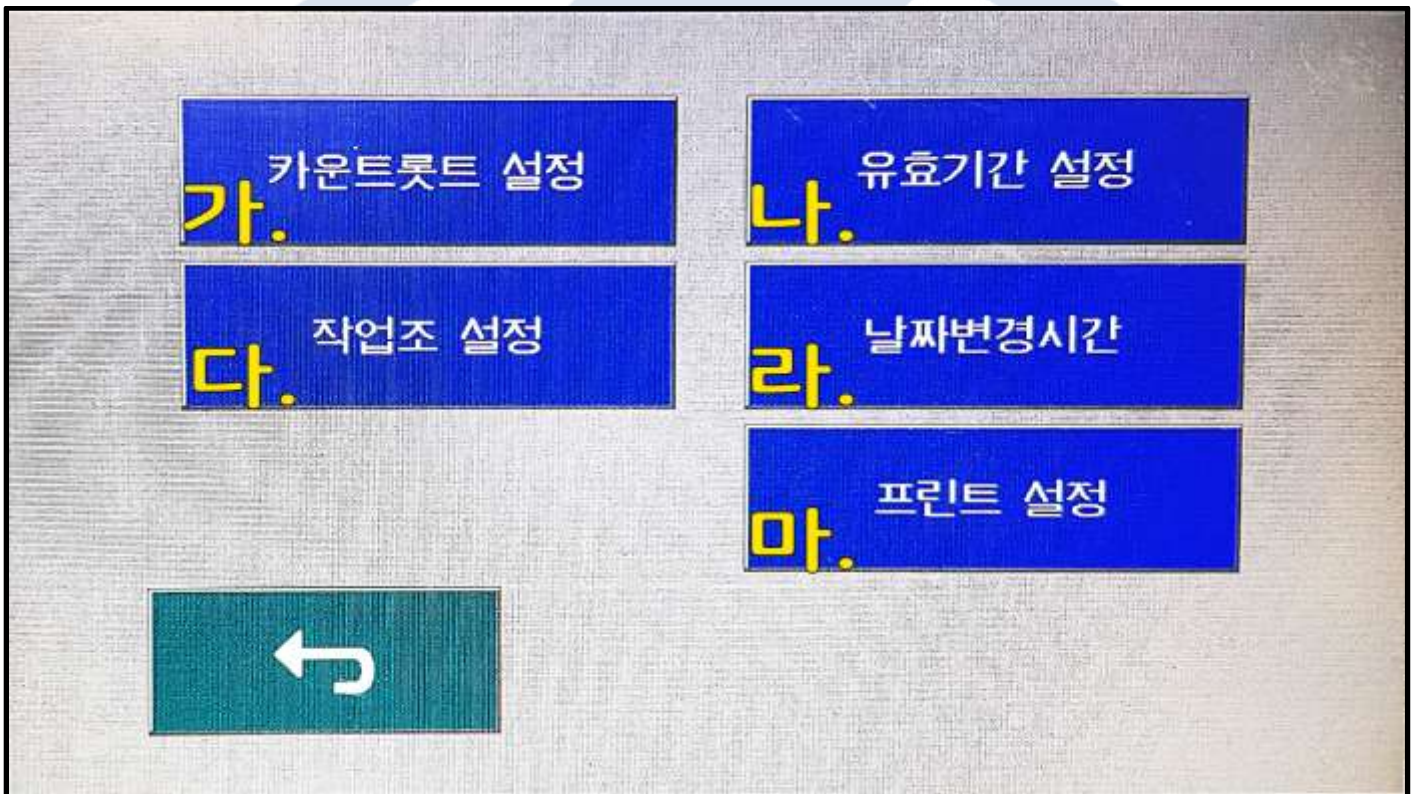 카운트롯트 설정
가.
유효기간 설정
나.
작업조 설정
다.
날짜변경시간
라.
프린트 설정
마.